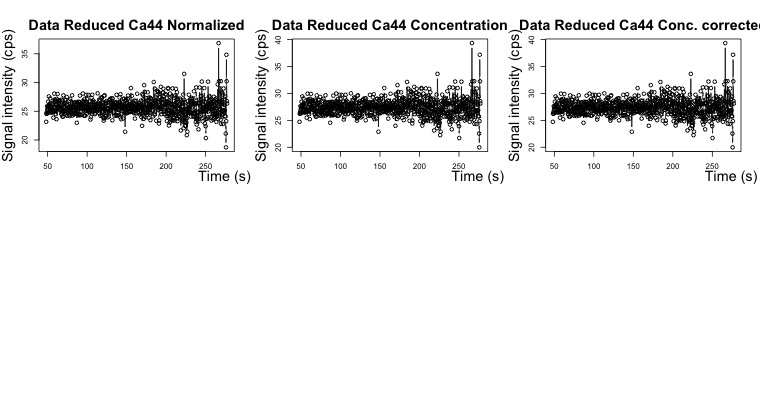 Data Reduced Ca44 Normalized
Signal intensity (cps)
35
30
25
20
50 100 150 200 250
Time (s)
Data Reduced Ca44 Concentration
Signal intensity (cps)
40
35
30
25
20
50 100 150 200 250
Time (s)
Data Reduced Ca44 Conc. correcte
Signal intensity (cps)
40
35
30
25
20
50 100 150 200 250
Time (s)